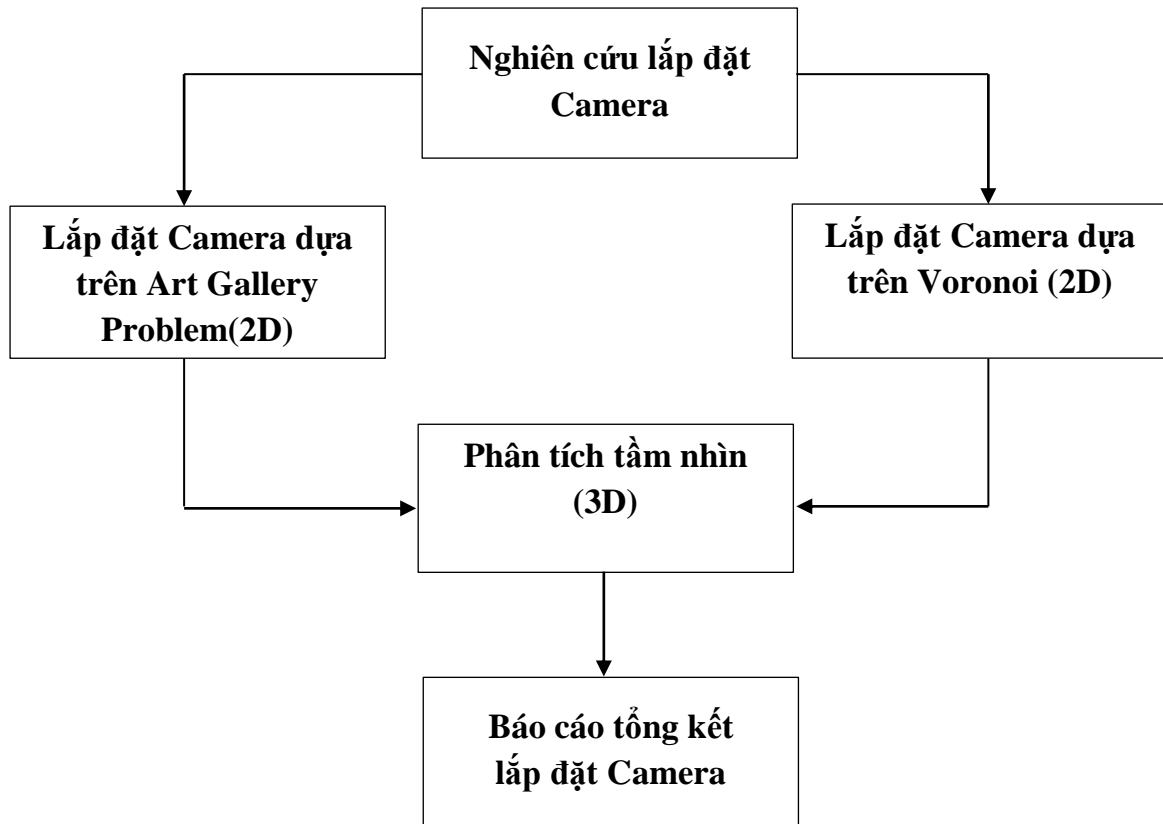 Nghiên cứu lắp đặt
Camera
Lắp đặt Camera dựa
trên Art Gallery
Problem(2D)
Lắp đặt Camera dựa
trên Voronoi (2D)
Phân tích tầm nhìn
(3D)
Báo cáo tổng kết
lắp đặt Camera